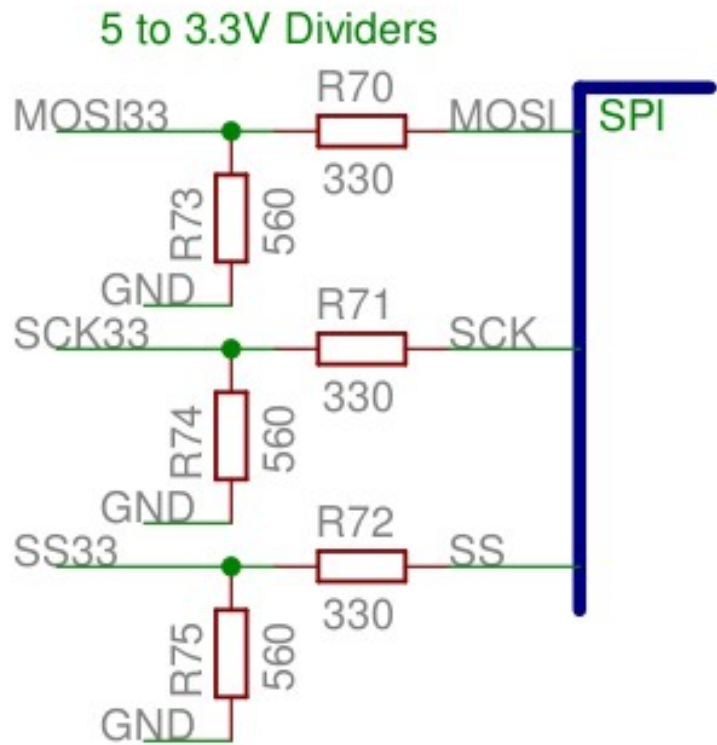 5 to 3.3V Dividers
R70
MOSI33
MOSI
SPI
330
R73
560
GND
R71
SCK33
SCK
330
R74
560
GND
R72
SS33
SS
330
R75
560
GND